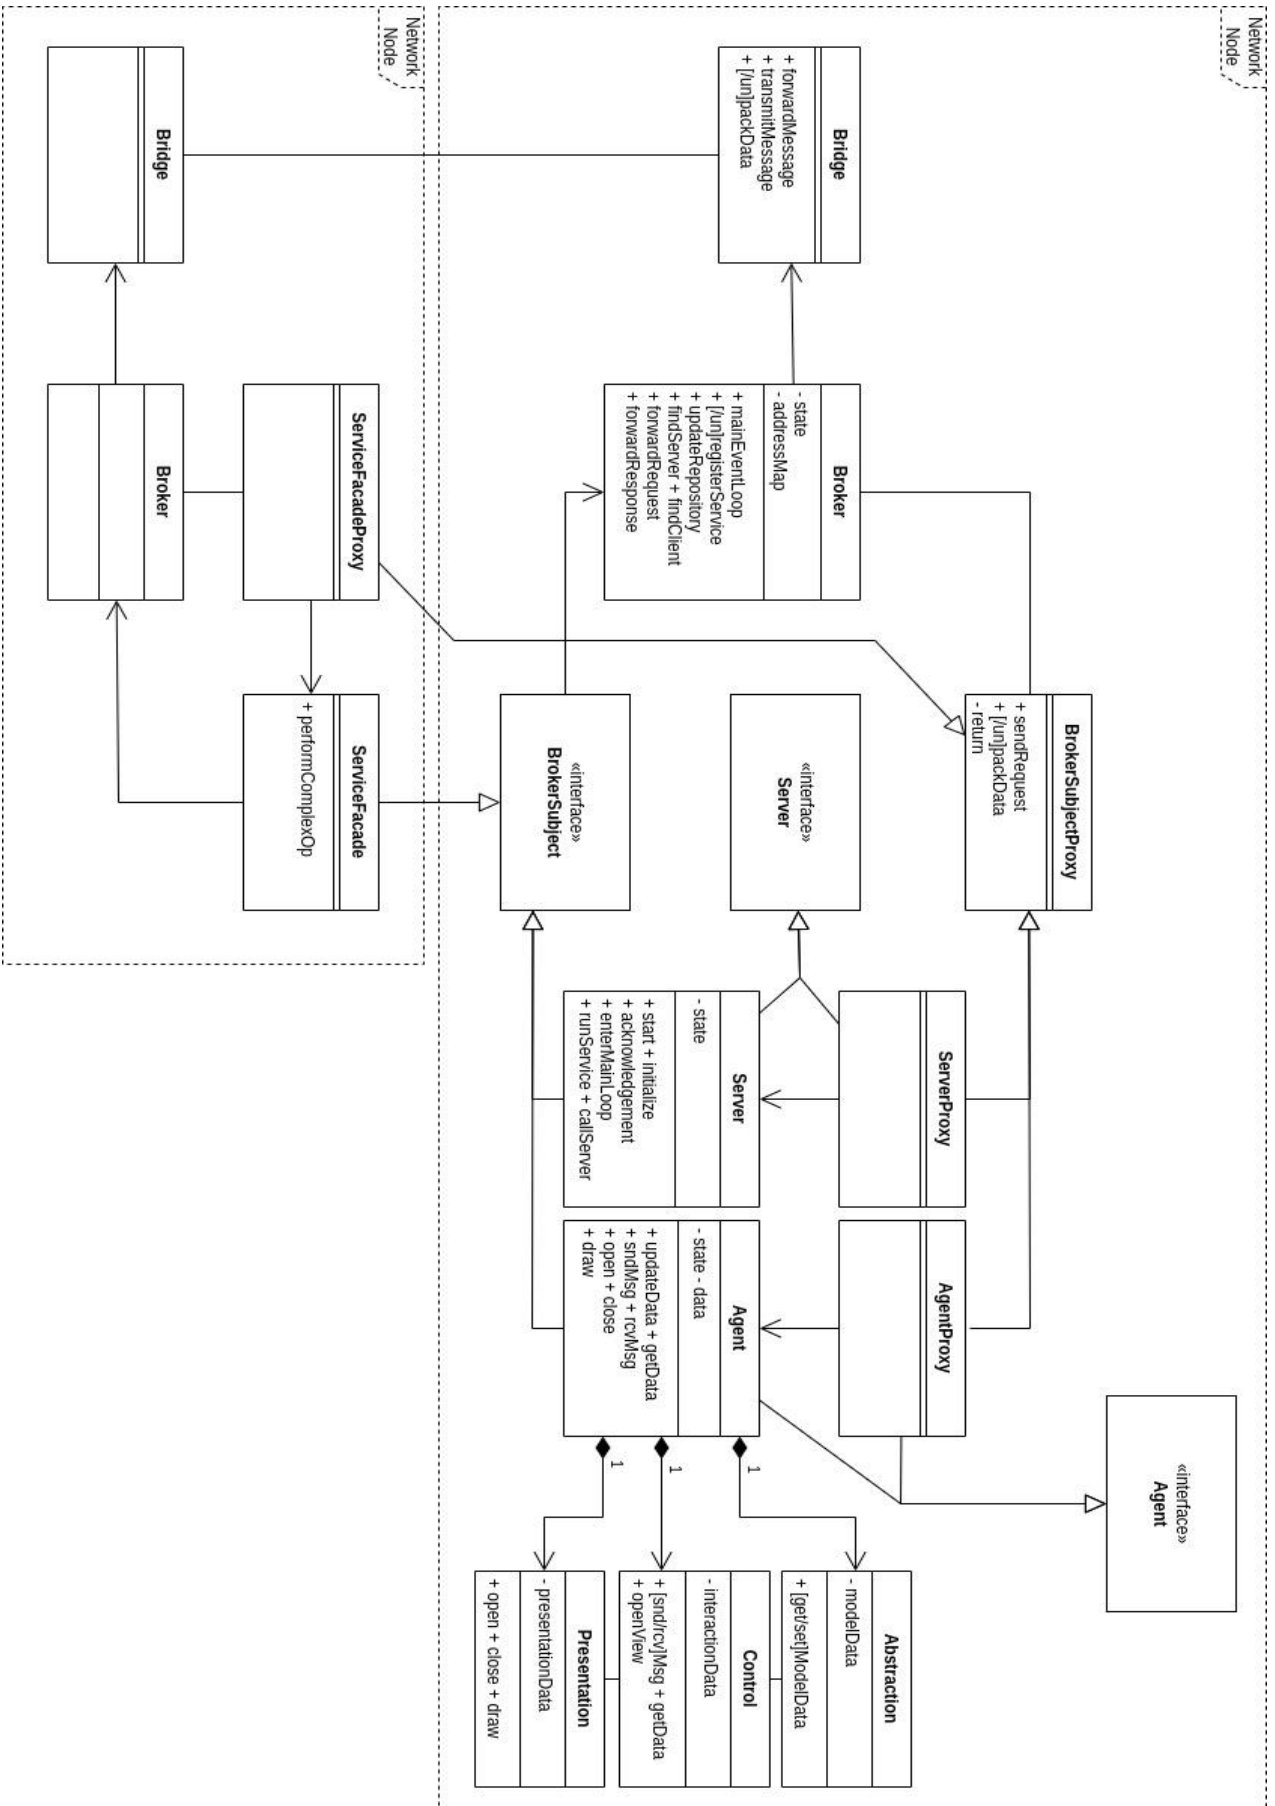 Network
Node
Bridge
+ forwardMessage
+ transmitMessage
+ [/un]packData
Broker
- state
- addressMap
+ mainEventLoop
+ [/un]registerService
+ updateRepository
+ findServer + findClient
+ forwardRequest
+ forwardResponse
BrokerSubjectProxy
+ sendRequest
+ [/un]packData
- return
«interface»
Server
«interface»
BrokerSubject
ServerProxy
Server
- state
+ start + initialize
+ acknowledgement
+ enterMainLoop
+ runService + callServer
AgentProxy
Agent
- state - data
+ updateData + getData
+ sndMsg + rcvMsg
+ open + close
+ draw
«interface»
Agent
1
1
1
Abstraction
- modelData
+ [get/set]ModelData
Control
- interactionData
+ [snd/rcv]Msg + getData
+ openView
Presentation
- presentationData
+ open + close + draw
Network
Node
Bridge
ServiceFacadeProxy
Broker
ServiceFacade
+ performComplexOp